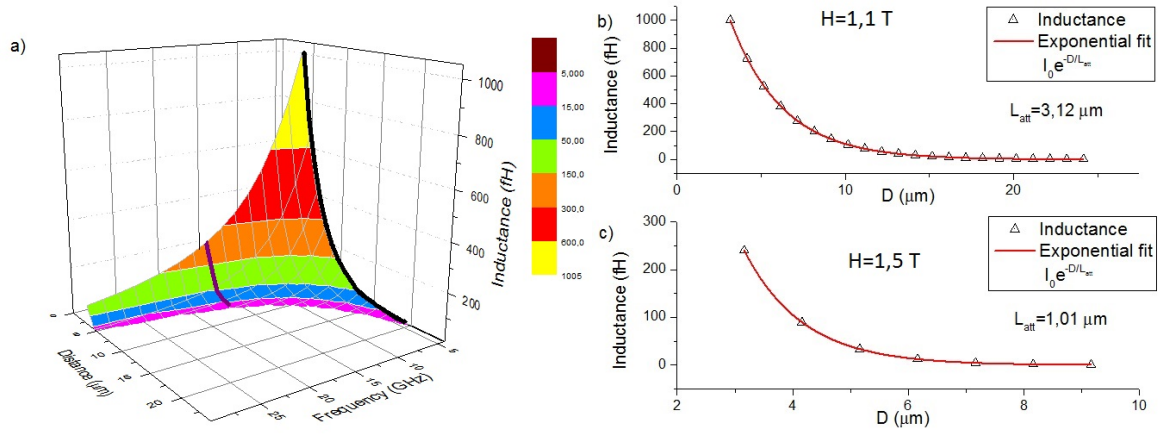 a)
1000
800
600
400
200
Inductance (fH)
0
5
10
15
20
Distance (μm)
25
20
15
10
5
Frequency (GHz)
5,000
15,00
50,00
150,0
300,0
600,0
1005
b)
H=1,1 T
Inductance
Exponential fit
I₀e^-D/L_att
L_att=3,12 μm
Inductance (fH)
1000
800
600
400
200
0
0
10
20
D (μm)
c)
H=1,5 T
Inductance
Exponential fit
I₀e^-D/L_att
L_att=1,01 μm
Inductance (fH)
300
200
100
0
2
4
6
8
10
D (μm)